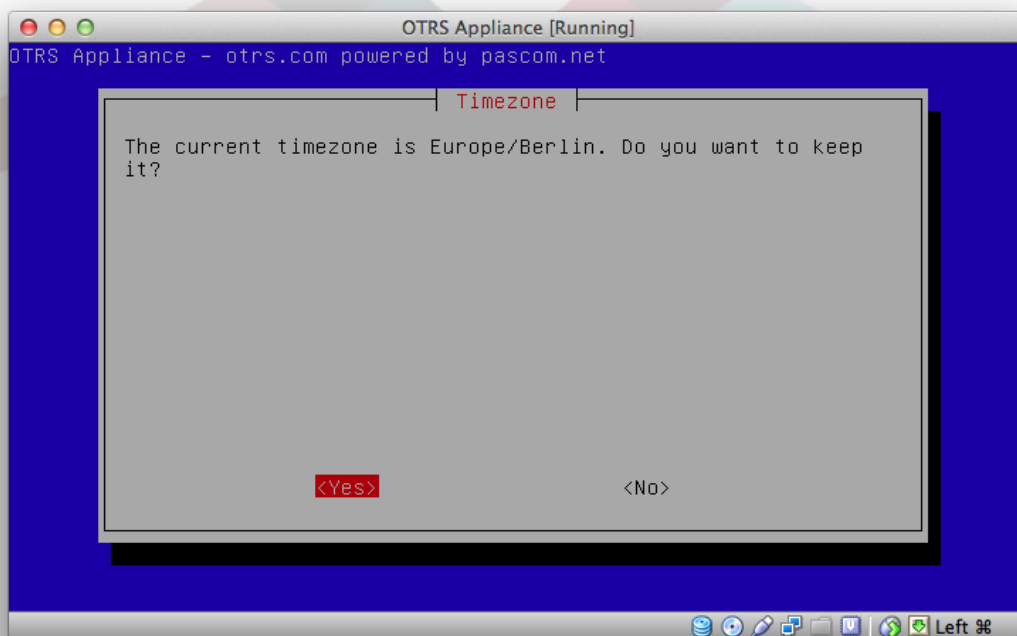 OTRS Appliance [Running]
OTRS Appliance - otrs.com powered by pascom.net
Timezone
The current timezone is Europe/Berlin. Do you want to keep
it?
<Yes> <No>
Left ⌘